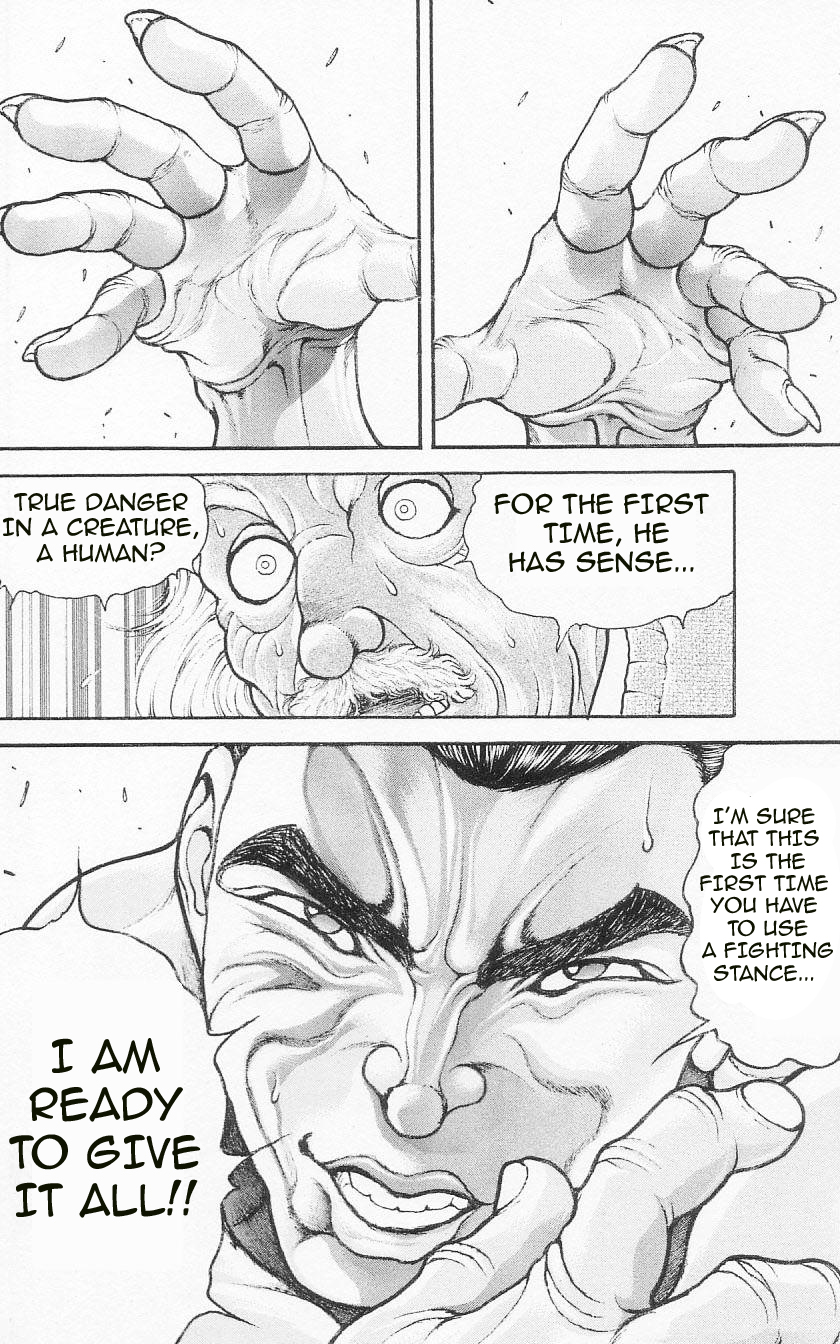 FOR THE FIRST
TIME, HE
HAS SENSE...
TRUE DANGER
IN A CREATURE,
A HUMAN?
I'M SURE
THAT THIS
IS THE
FIRST TIME
YOU HAVE
TO USE
A FIGHTING
STANCE...
I AM
READY
TO GIVE
IT ALL!!